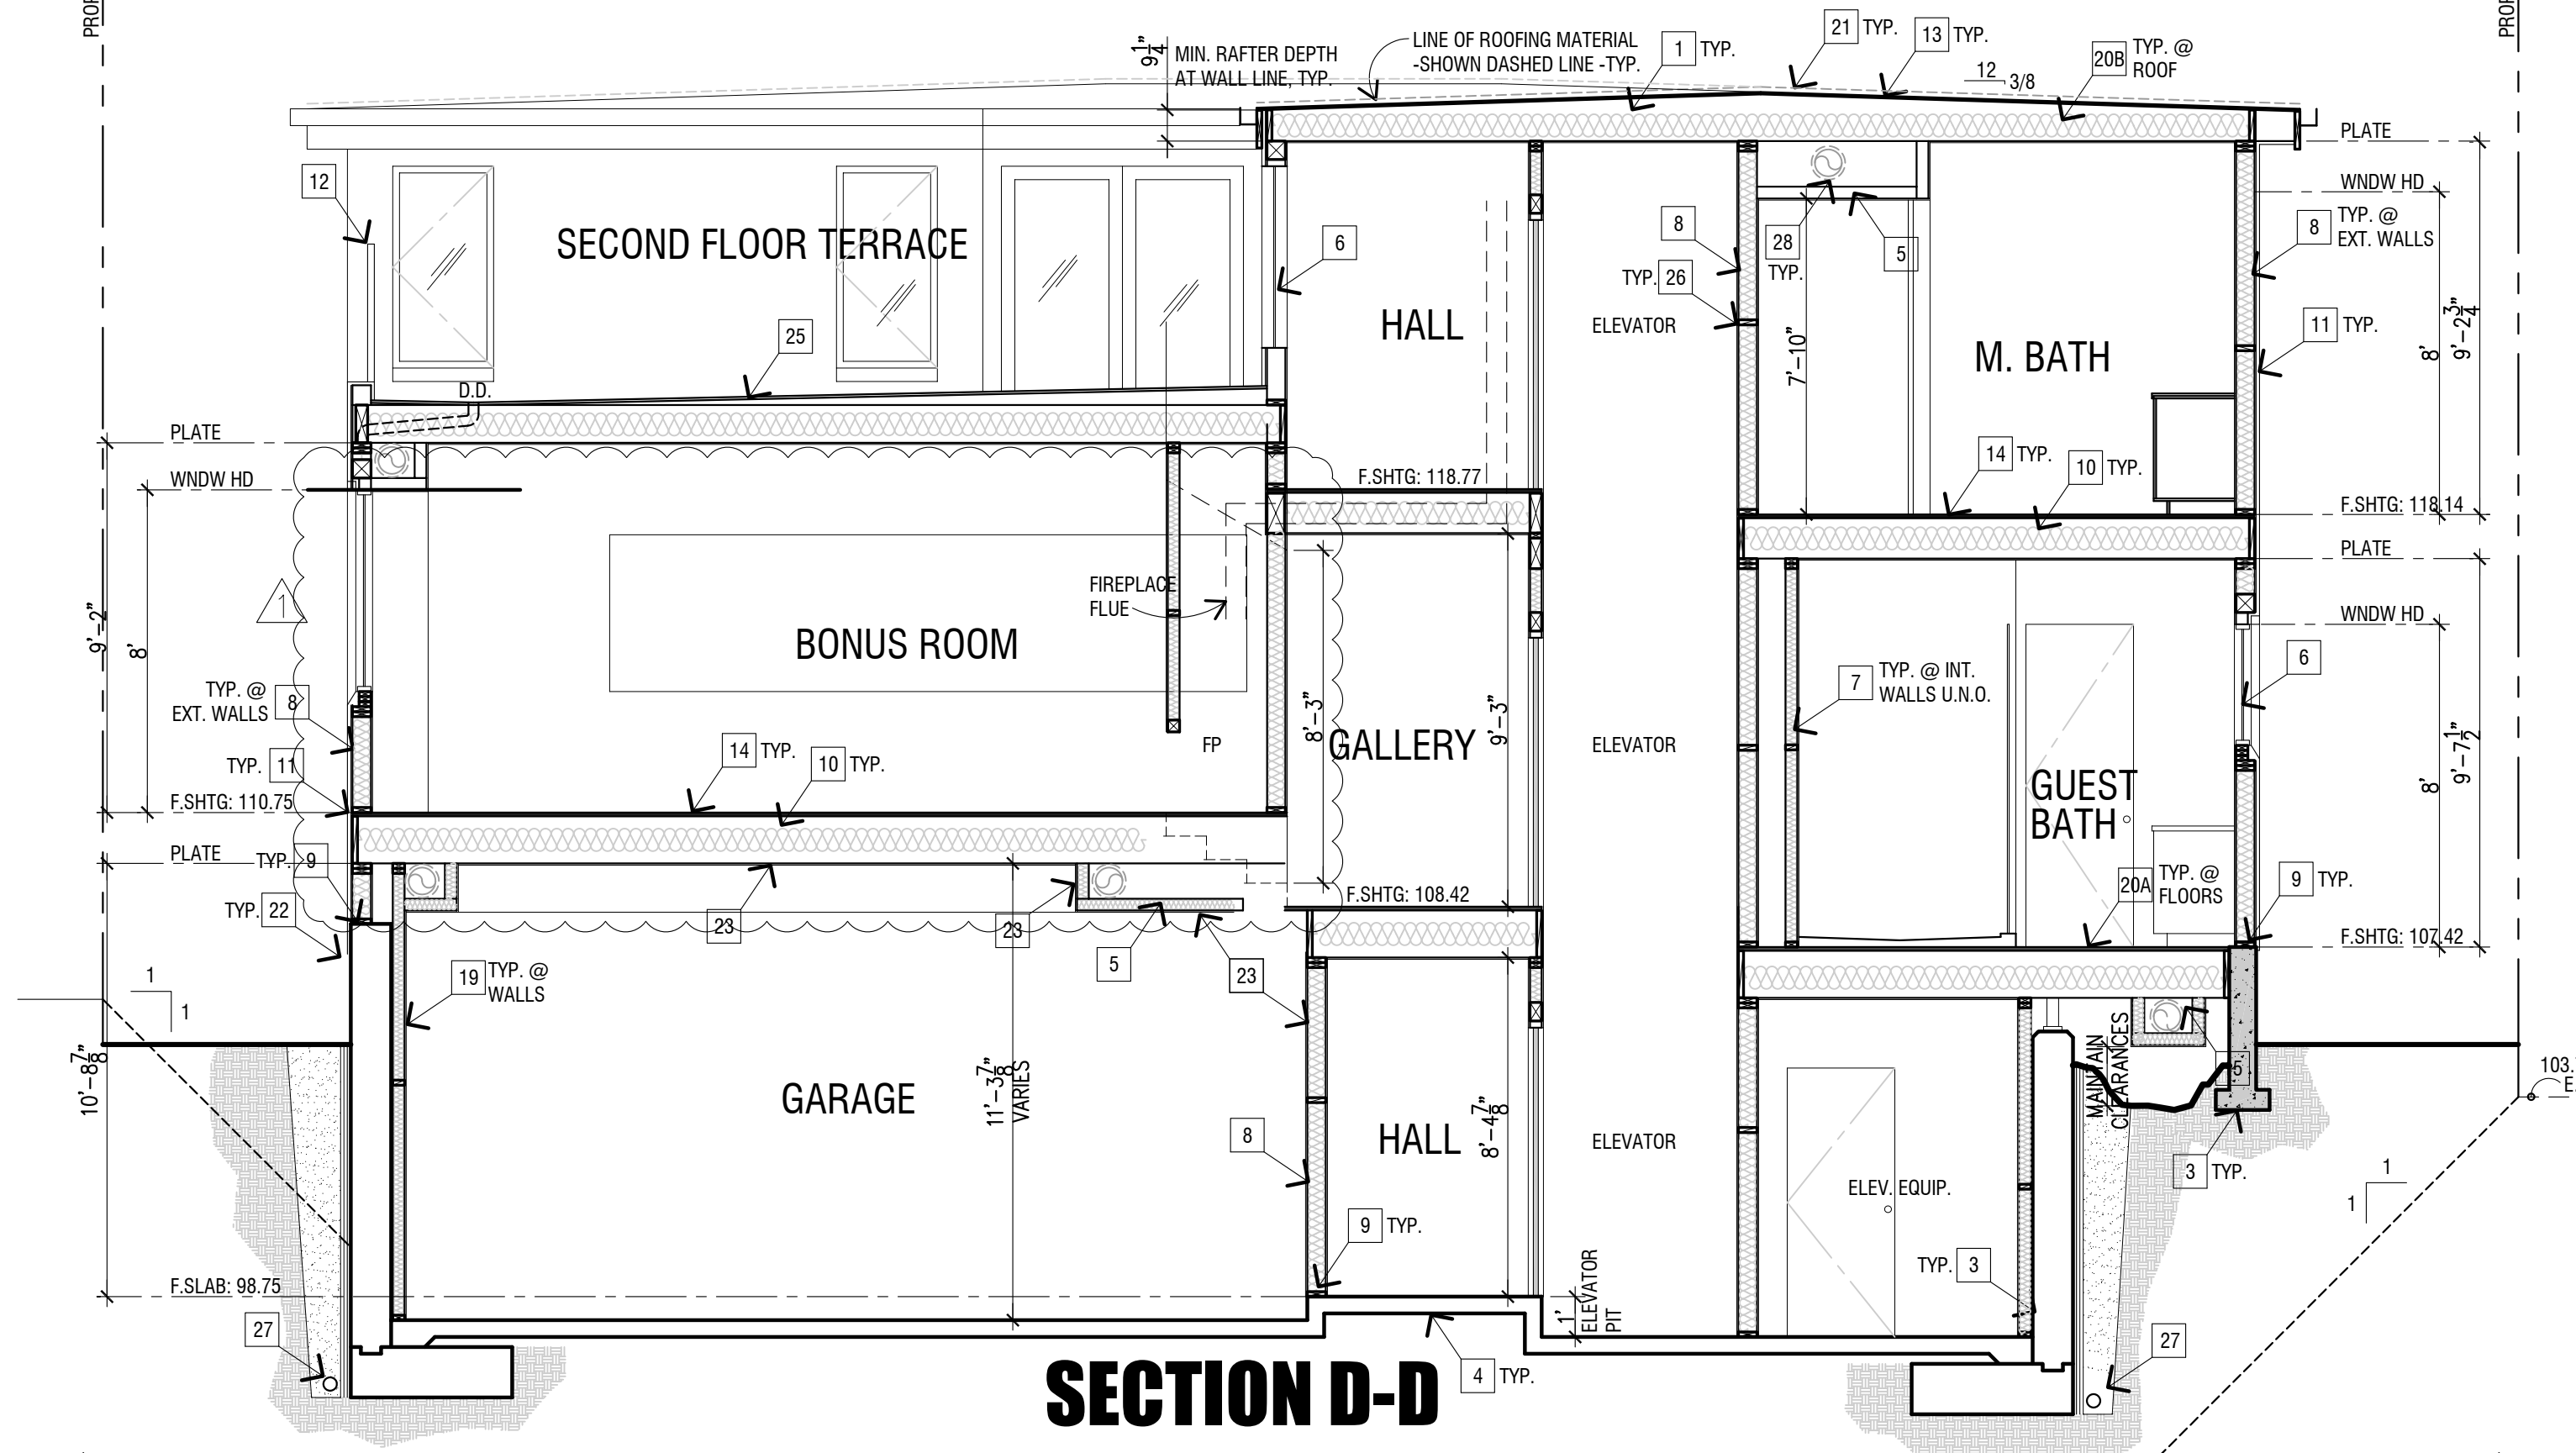 PROP
PROP
9 1/4"
MIN. RAFTER DEPTH
AT WALL LINE, TYP.
LINE OF ROOFING MATERIAL
-SHOWN DASHED LINE -TYP.
1 TYP.
21 TYP.
13 TYP.
20B TYP. @
ROOF
12
3/8
PLATE
WNDW HD
12
SECOND FLOOR TERRACE
6
HALL
ELEVATOR
8
TYP. 26
28
TYP.
5
8 TYP. @
EXT. WALLS
11 TYP.
7'-10"
M. BATH
8'
9'-2 3/4"
25
D.D.
PLATE
WNDW HD
F.SHTG: 118.77
14 TYP.
10 TYP.
F.SHTG: 118.14
PLATE
WNDW HD
1
9'-2"
8'
FIREPLACE
FLUE
BONUS ROOM
TYP. @
EXT. WALLS
8
TYP. 11
F.SHTG: 110.75
14 TYP.
10 TYP.
FP
8'-3"
GALLERY
9'-3"
ELEVATOR
7 TYP. @ INT.
WALLS U.N.O.
6
GUEST
BATH
8'
9'-7 1/2"
PLATE
TYP. 9
TYP. 22
23
23
5
23
F.SHTG: 108.42
20A TYP. @
FLOORS
9 TYP.
F.SHTG: 107.42
19 TYP. @
WALLS
1
1
10'-8 7/8"
GARAGE
11'-3 7/8"
VARIES
8
HALL
8'-4 7/8"
ELEVATOR
ELEV. EQUIP.
MAINTAIN
CLEARANCES
5
103.
E
3 TYP.
1
1
9 TYP.
TYP. 3
F.SLAB: 98.75
27
1'
ELEVATOR
PIT
4 TYP.
27
SECTION D-D